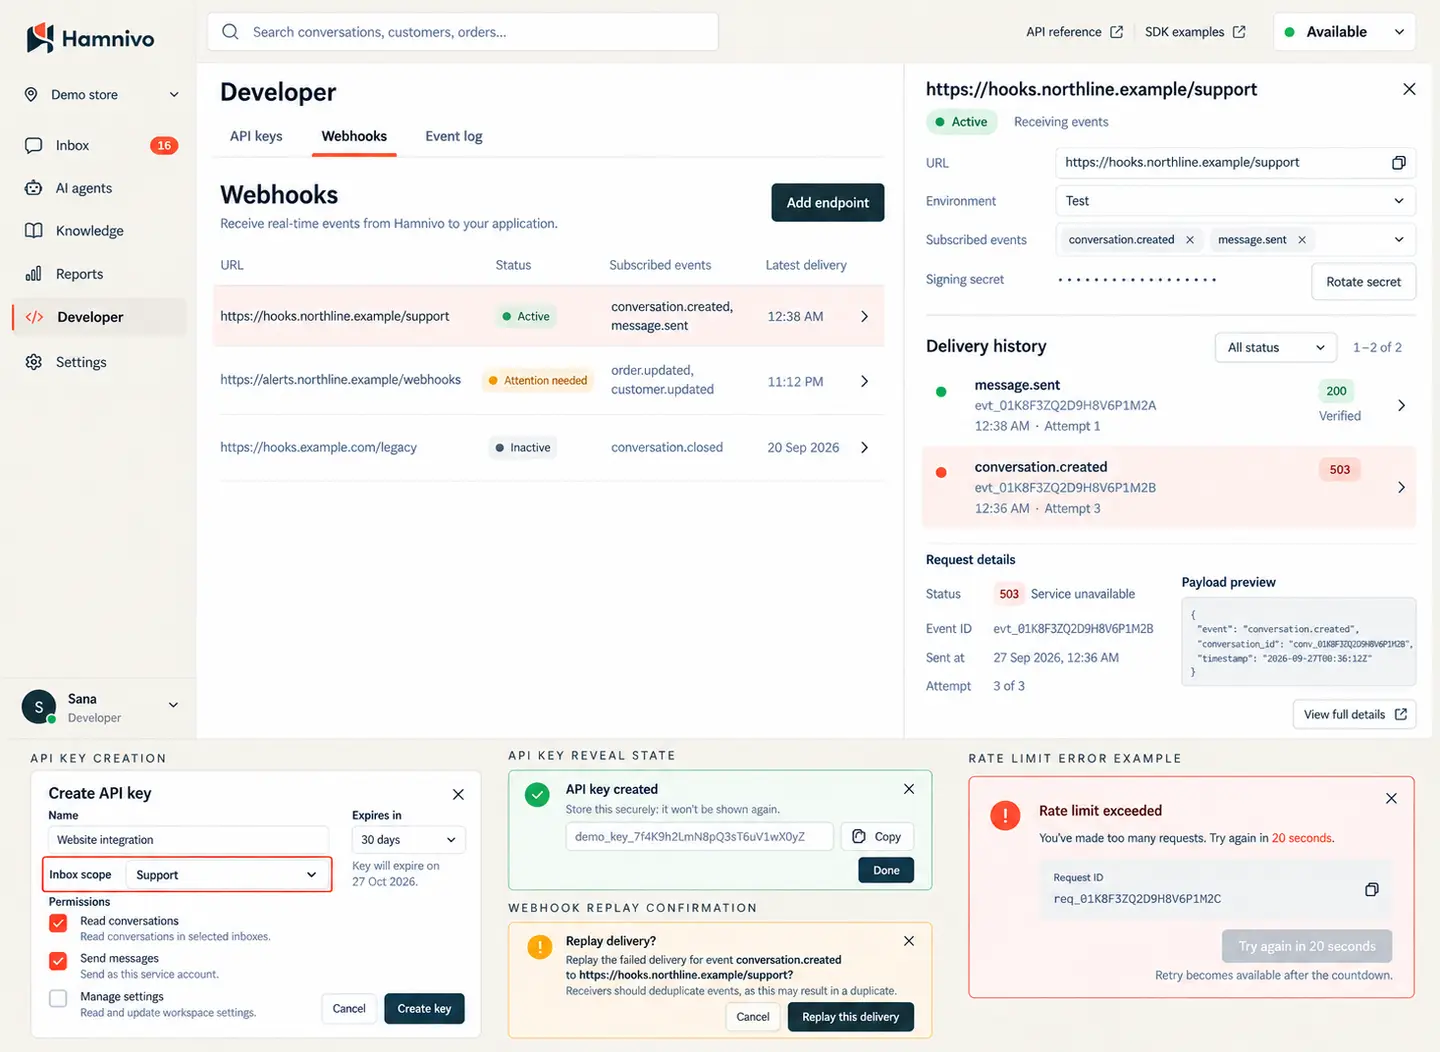 Hamnivo
Demo store
Inbox
16
AI agents
Knowledge
Reports
Developer
Settings
Sana
S
Developer
Search conversations, customers, orders...
API reference
SDK examples
Available
Developer
API keys
Webhooks
Event log
Webhooks
Receive real-time events from Hamnivo to your application.
Add endpoint
URL
Status
Subscribed events
Latest delivery
https://hooks.northline.example/support
Active
conversation.created,
message.sent
12:38 AM
https://alerts.northline.example/webhooks
Attention needed
order.updated,
customer.updated
11:12 PM
https://hooks.example.com/legacy
Inactive
conversation.closed
20 Sep 2026
https://hooks.northline.example/support
Active
Receiving events
URL
https://hooks.northline.example/support
Environment
Test
Subscribed events
conversation.created
message.sent
Signing secret
Rotate secret
Delivery history
All status
1–2 of 2
message.sent
evt_01K8F3ZQ2D9H8V6P1M2A
12:38 AM · Attempt 1
200
Verified
conversation.created
evt_01K8F3ZQ2D9H8V6P1M2B
12:36 AM · Attempt 3
503
Request details
Status
503
Service unavailable
Event ID
evt_01K8F3ZQ2D9H8V6P1M2B
Sent at
27 Sep 2026, 12:36 AM
Attempt
3 of 3
Payload preview
{
"event": "conversation.created",
"conversation_id": "conv_01K8F3ZQ2D9H8V6P1M2B",
"timestamp": "2026-09-27T00:36:12Z"
}
View full details
API KEY CREATION
Create API key
Name
Website integration
Expires in
30 days
Key will expire on
27 Oct 2026.
Inbox scope
Support
Permissions
Read conversations
Read conversations in selected inboxes.
Send messages
Send as this service account.
Manage settings
Read and update workspace settings.
Cancel
Create key
API KEY REVEAL STATE
API key created
Store this securely; it won't be shown again.
demo_key_7f4K9h2LmN8pQ3sT6uV1wX0yZ
Copy
Done
WEBHOOK REPLAY CONFIRMATION
Replay delivery?
Replay the failed delivery for event conversation.created
to https://hooks.northline.example/support?
Receivers should deduplicate events, as this may result in a duplicate.
Cancel
Replay this delivery
RATE LIMIT ERROR EXAMPLE
Rate limit exceeded
You've made too many requests. Try again in 20 seconds.
Request ID
req_01K8F3ZQ2D9H8V6P1M2C
Try again in 20 seconds
Retry becomes available after the countdown.